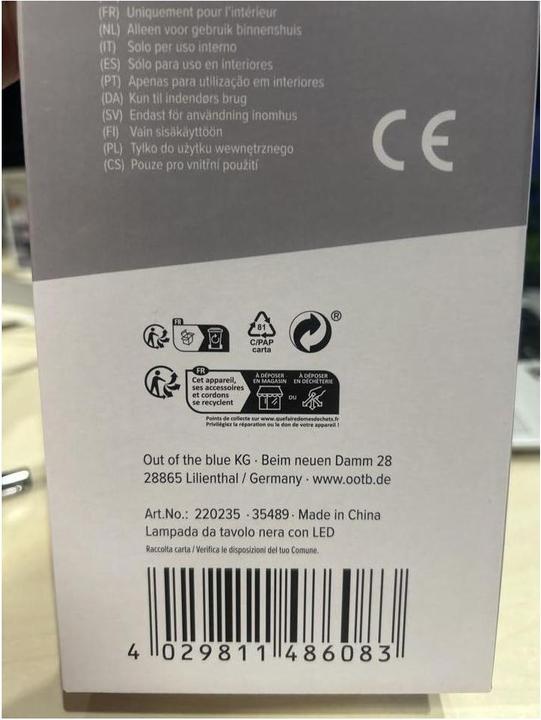 (FR) Uniquement pour l'intérieur
(NL) Alleen voor gebruik binnenshuis
(IT) Solo per uso interno
(ES) Sólo para uso en interiores
(PT) Apenas para utilização em interiores
(DA) Kun til indendørs brug
(SV) Endast för användning inomhus
(FI) Vain sisäkäyttöön
(PL) Tylko do użytku wewnętrznego
(CS) Pouze pro vnitřní použití
CE
FR
81
C/PAP
carta
®
FR
Cet appareil,
ses accessoires
et cordons
se recyclent
À DÉPOSER
EN MAGASIN
OU
À DÉPOSER
EN DÉCHÈTERIE
Points de collecte sur www.quefairedemesdechets.fr
Privilégiez la réparation ou le don de votre appareil !
Out of the blue KG · Beim neuen Damm 28
28865 Lilienthal / Germany · www.ootb.de
Art.No.: 220235 · 35489 · Made in China
Lampada da tavolo nera con LED
Raccolta carta / Verifica le disposizioni del tuo Comune.
4 029811 486083